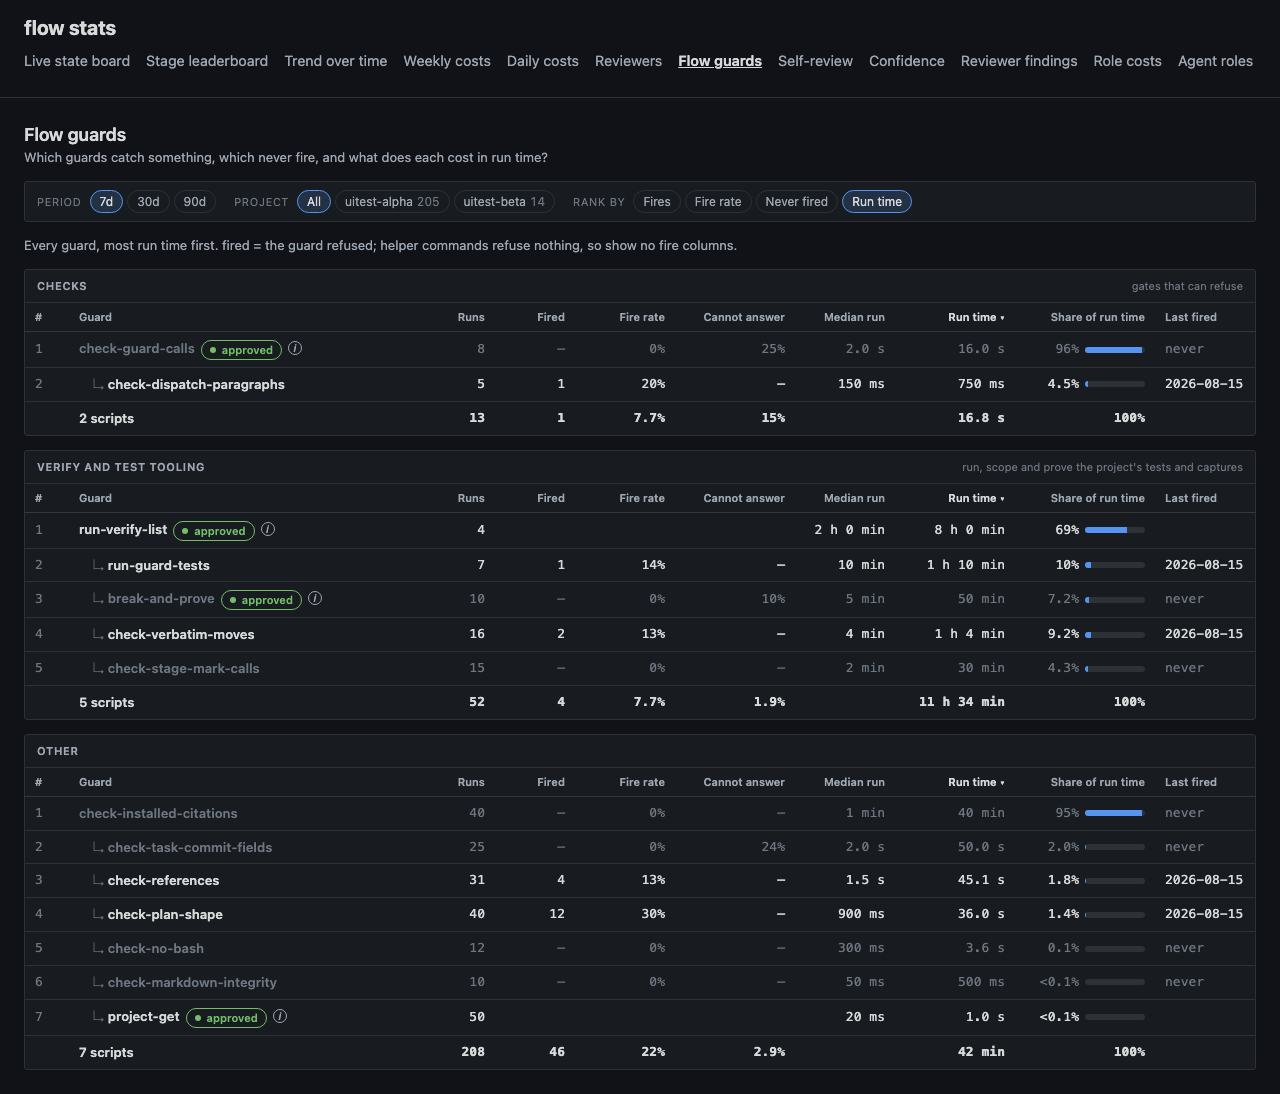 flow stats
Live state board Stage leaderboard Trend over time Weekly costs Daily costs Reviewers Flow guards Self-review Confidence Reviewer findings Role costs Agent roles
Flow guards
Which guards catch something, which never fire, and what does each cost in run time?
PERIOD 7d 30d 90d PROJECT All uitest-alpha 205 uitest-beta 14 RANK BY Fires Fire rate Never fired Run time
Every guard, most run time first. fired = the guard refused; helper commands refuse nothing, so show no fire columns.
CHECKS gates that can refuse
# Guard Runs Fired Fire rate Cannot answer Median run Run time ▾ Share of run time Last fired
1 check-guard-calls approved i 8 — 0% 25% 2.0 s 16.0 s 96% never
2 check-dispatch-paragraphs 5 1 20% — 150 ms 750 ms 4.5% 2026-08-15
2 scripts 13 1 7.7% 15% 16.8 s 100%
VERIFY AND TEST TOOLING run, scope and prove the project's tests and captures
# Guard Runs Fired Fire rate Cannot answer Median run Run time ▾ Share of run time Last fired
1 run-verify-list approved i 4 2 h 0 min 8 h 0 min 69%
2 run-guard-tests 7 1 14% — 10 min 1 h 10 min 10% 2026-08-15
3 break-and-prove approved i 10 — 0% 10% 5 min 50 min 7.2% never
4 check-verbatim-moves 16 2 13% — 4 min 1 h 4 min 9.2% 2026-08-15
5 check-stage-mark-calls 15 — 0% — 2 min 30 min 4.3% never
5 scripts 52 4 7.7% 1.9% 11 h 34 min 100%
OTHER
# Guard Runs Fired Fire rate Cannot answer Median run Run time ▾ Share of run time Last fired
1 check-installed-citations 40 — 0% — 1 min 40 min 95% never
2 check-task-commit-fields 25 — 0% 24% 2.0 s 50.0 s 2.0% never
3 check-references 31 4 13% — 1.5 s 45.1 s 1.8% 2026-08-15
4 check-plan-shape 40 12 30% — 900 ms 36.0 s 1.4% 2026-08-15
5 check-no-bash 12 — 0% — 300 ms 3.6 s 0.1% never
6 check-markdown-integrity 10 — 0% — 50 ms 500 ms <0.1% never
7 project-get approved i 50 20 ms 1.0 s <0.1%
7 scripts 208 46 22% 2.9% 42 min 100%